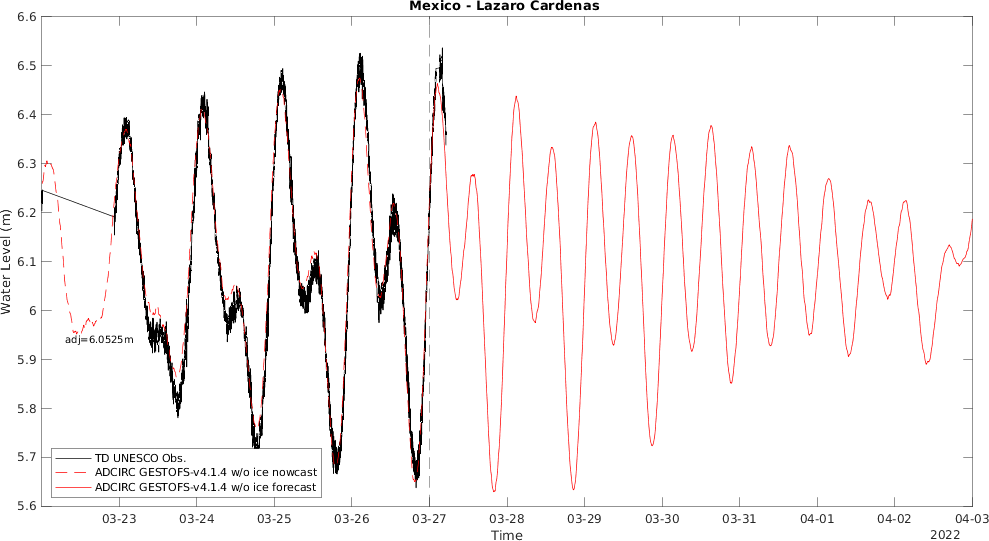 Mexico - Lazaro Cardenas
Water Level (m)
6.6
6.5
6.4
6.3
6.2
6.1
6
5.9
5.8
5.7
5.6
adj=6.0525m
TD UNESCO Obs.
ADCIRC GESTOFS-v4.1.4 w/o ice nowcast
ADCIRC GESTOFS-v4.1.4 w/o ice forecast
03-23 03-24 03-25 03-26 03-27 03-28 03-29 03-30 03-31 04-01 04-02 04-03
Time
2022